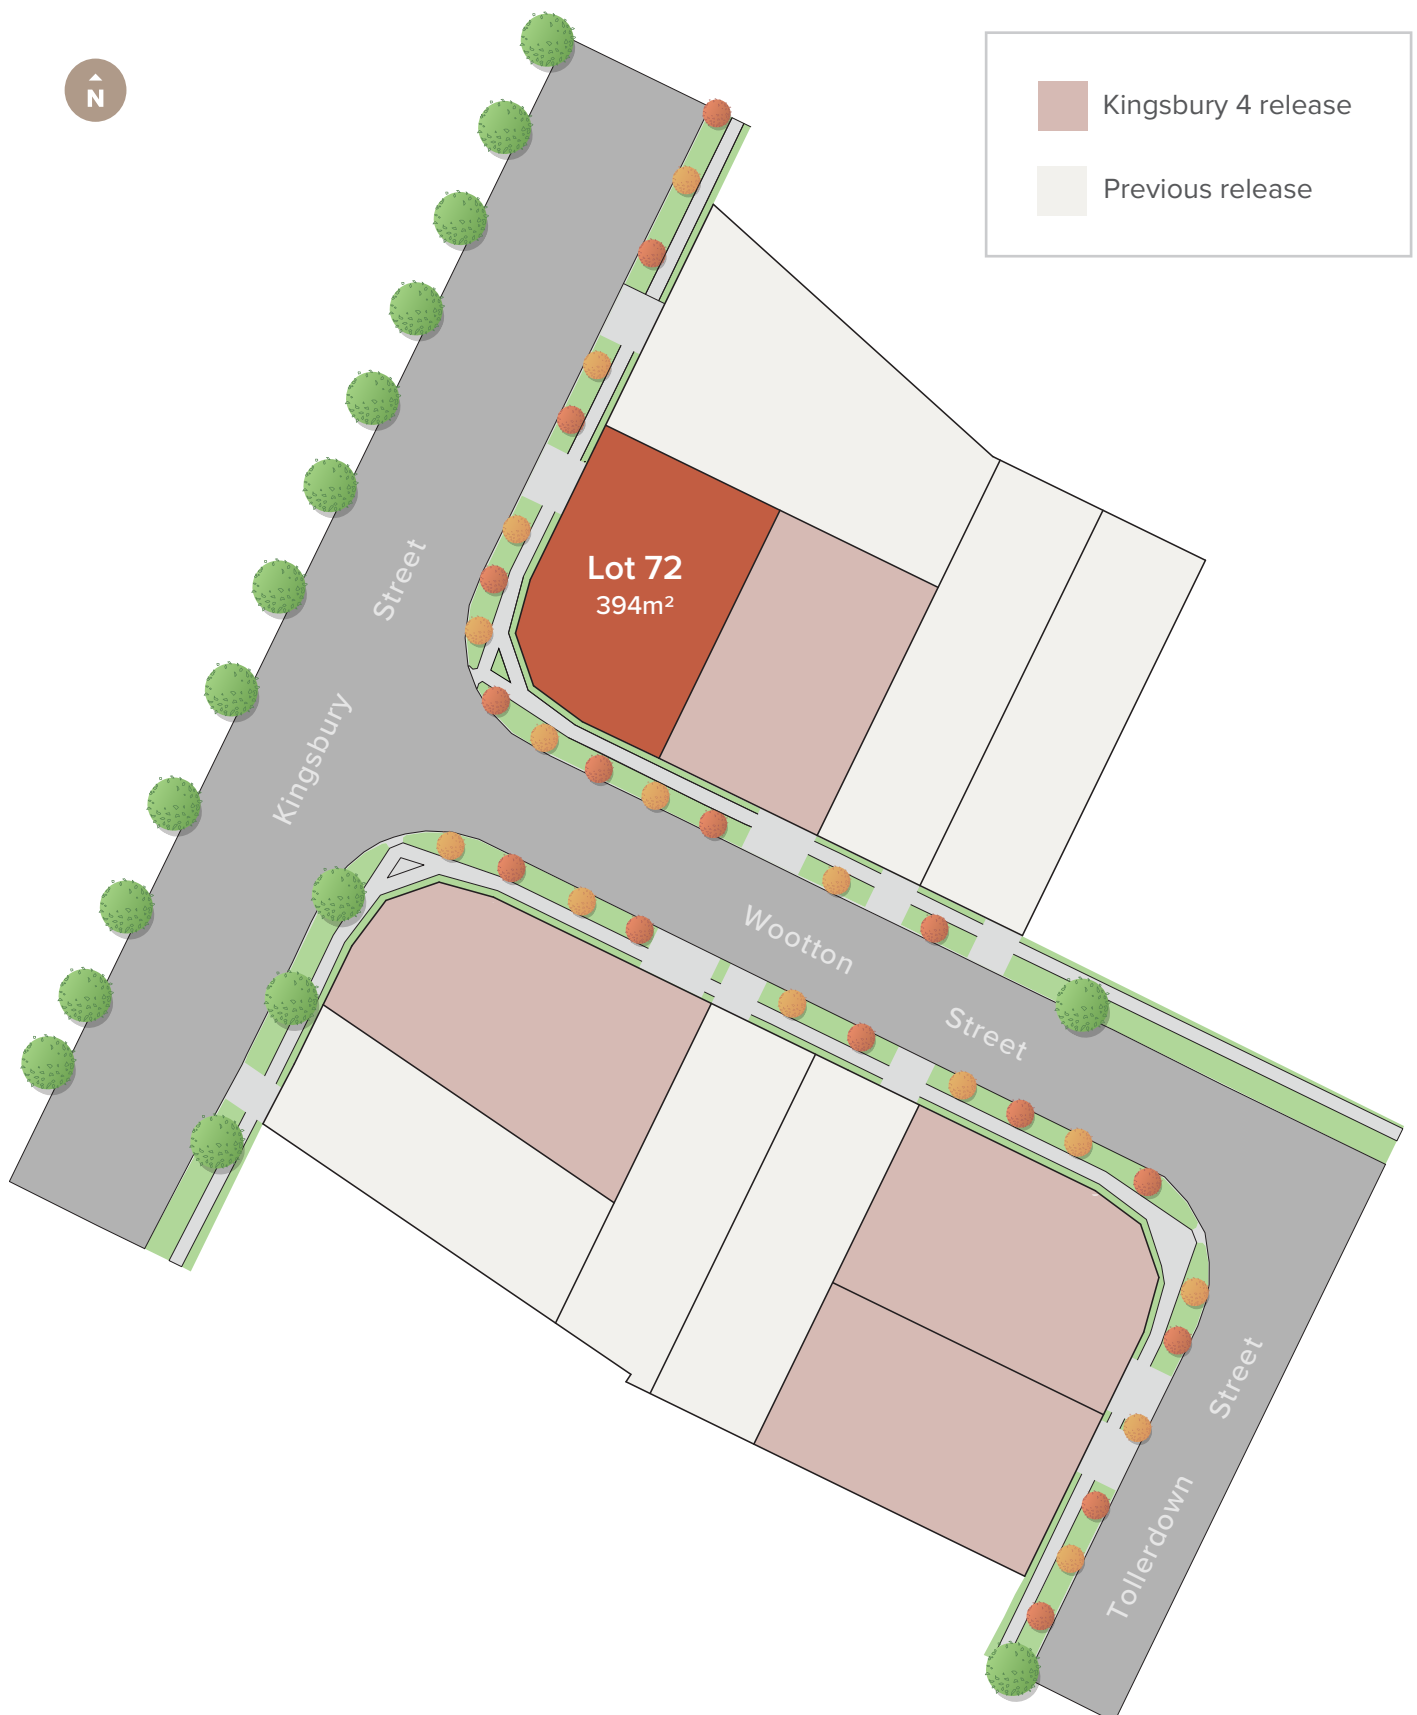 N
Kingsbury 4 release
Previous release
Lot 72
394m²
Kingsbury Street
Wootton Street
Tollerdown Street